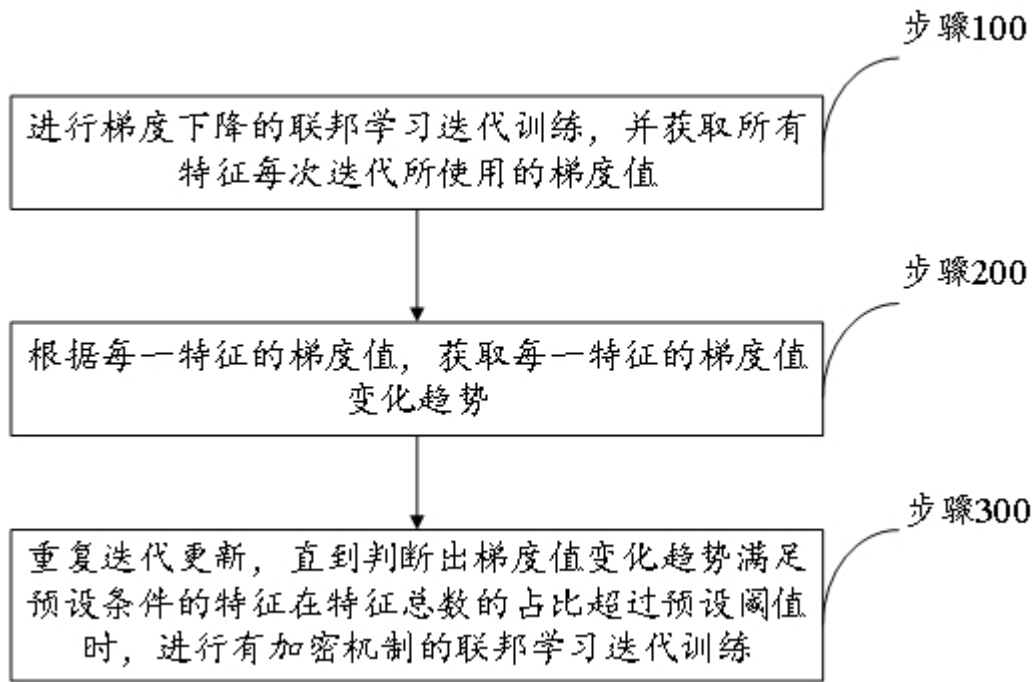 步骤100
进行梯度下降的联邦学习迭代训练，并获取所有
特征每次迭代所使用的梯度值
步骤200
根据每一特征的梯度值，获取每一特征的梯度值
变化趋势
步骤300
重复迭代更新，直到判断出梯度值变化趋势满足
预设条件的特征在特征总数的占比超过预设阈值
时，进行有加密机制的联邦学习迭代训练